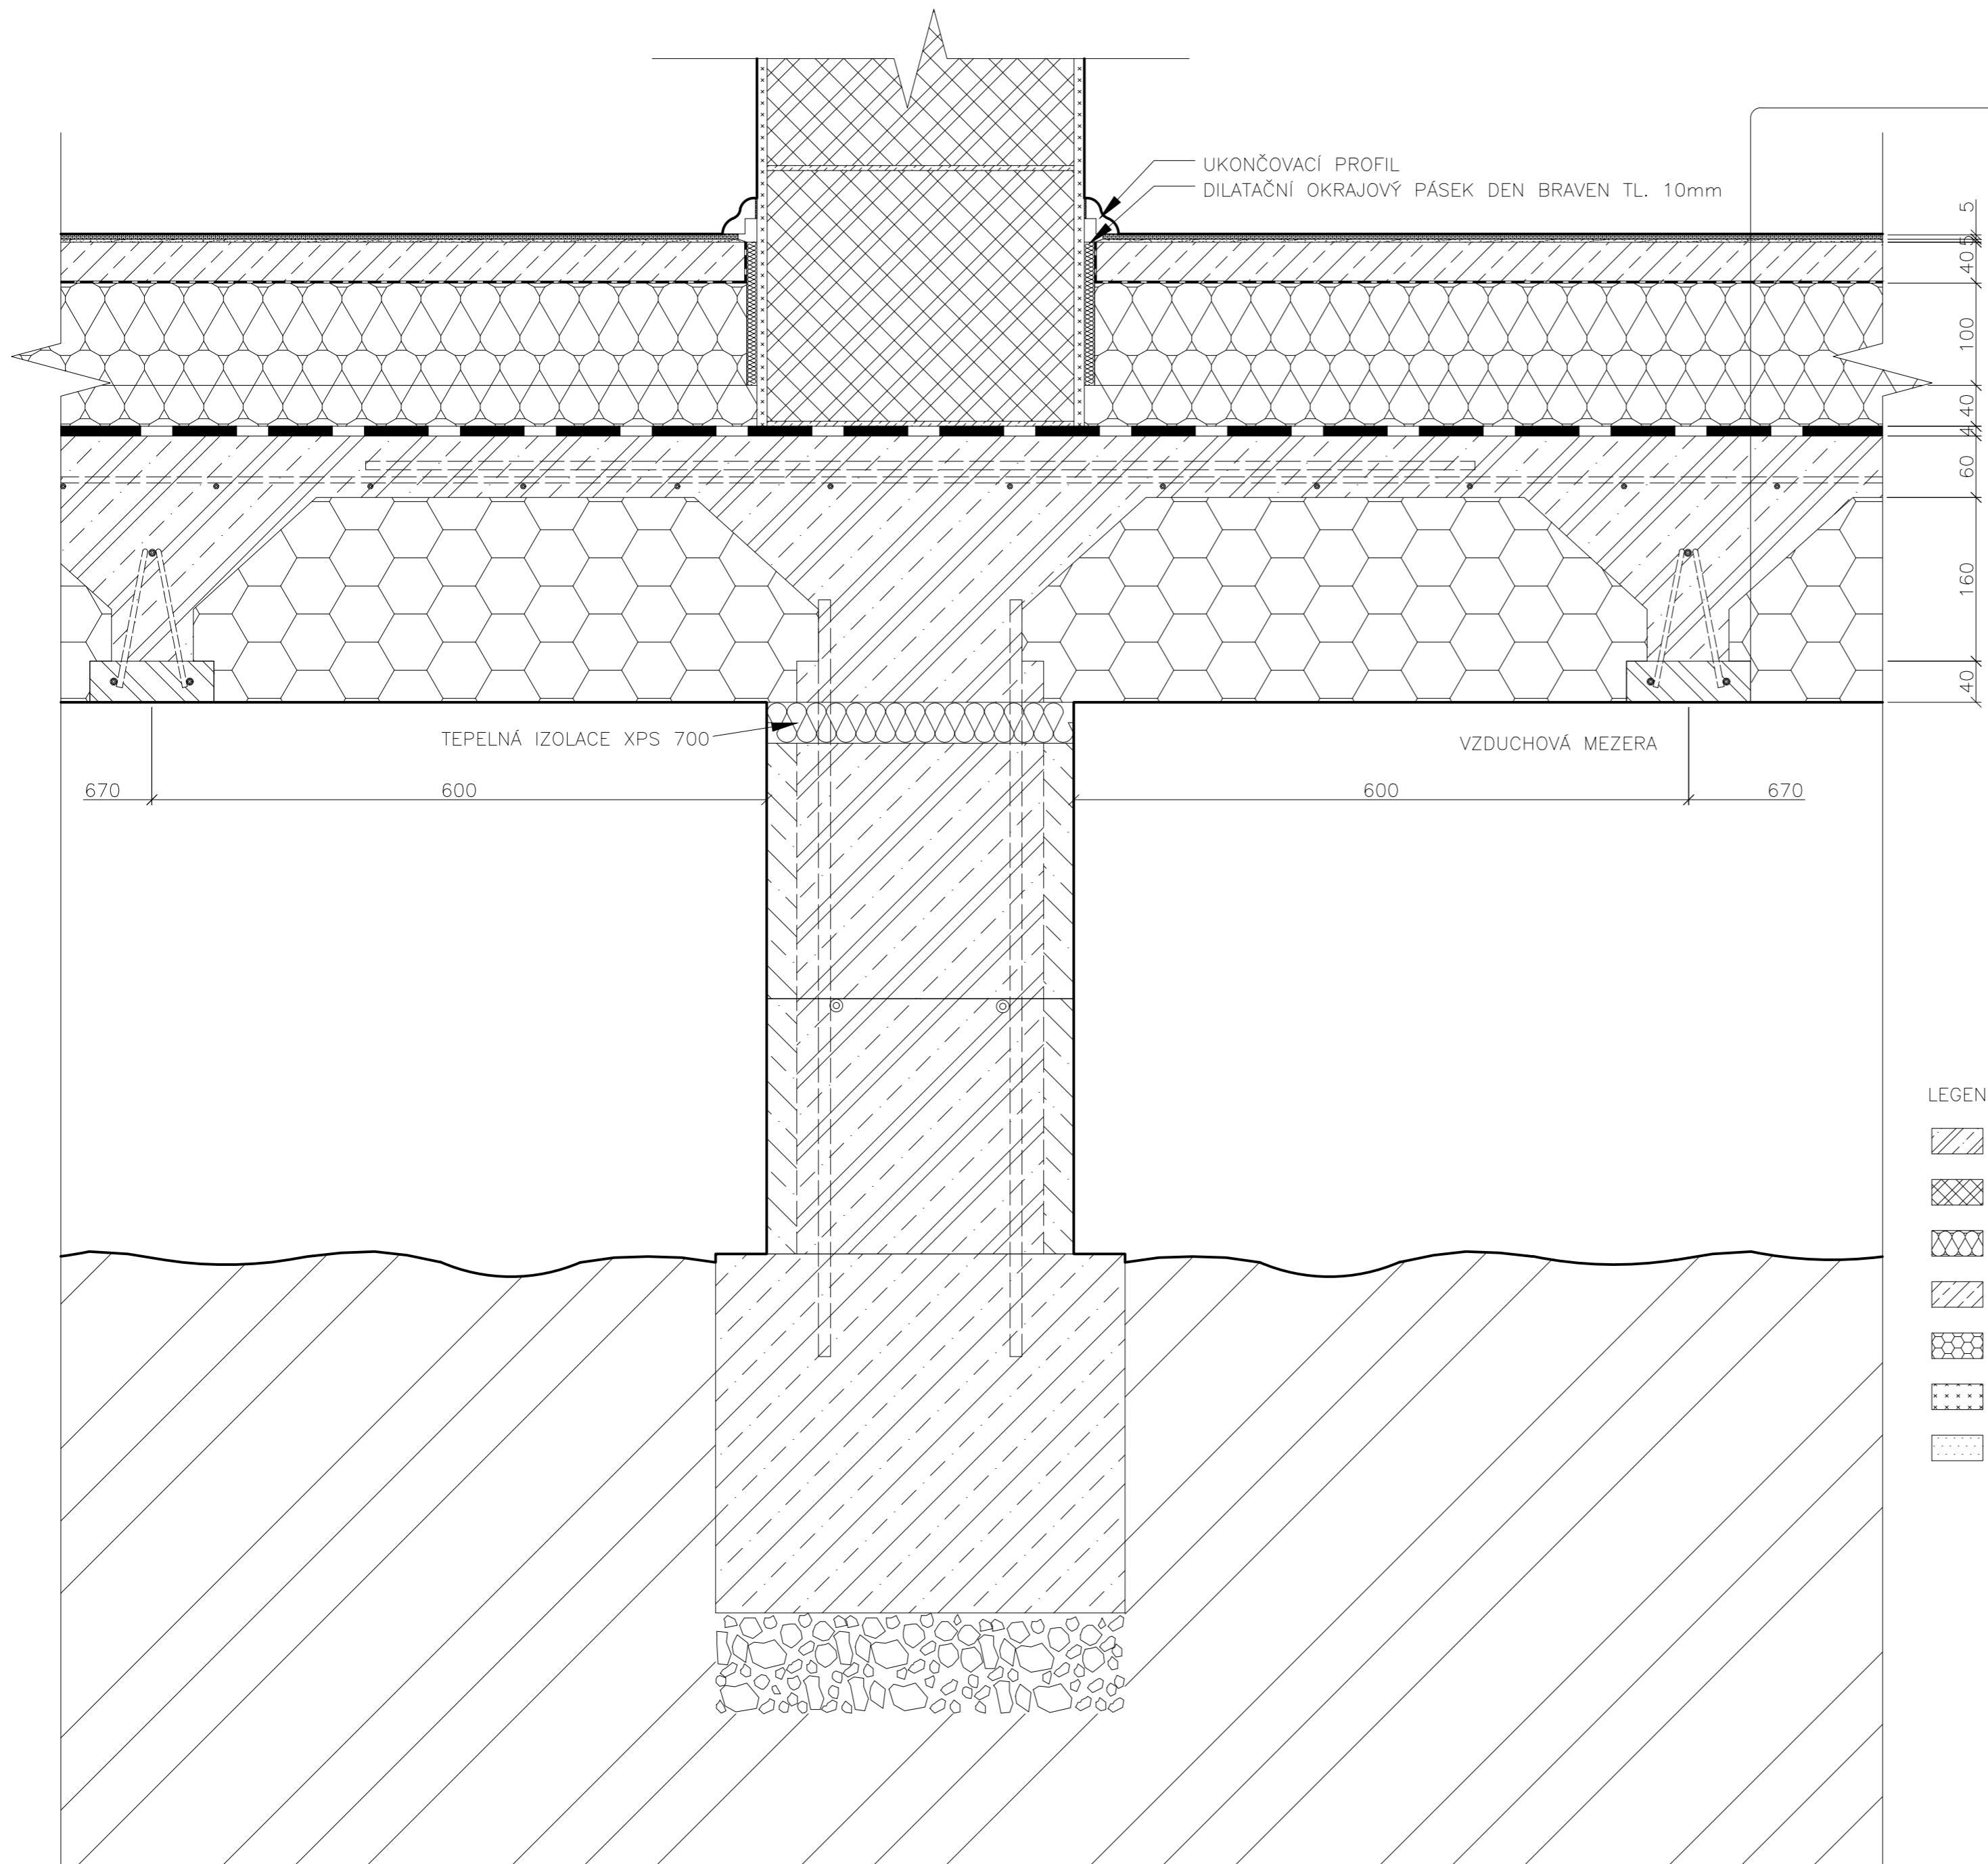 UKONČOVACÍ PROFIL
DILATAČNÍ OKRAJOVÝ PÁSEK DEN BRAVEN TL. 10mm
5
5
40
100
40
4
60
160
40
TEPELNÁ IZOLACE XPS 700
VZDUCHOVÁ MEZERA
670
600
600
670
LEGEN